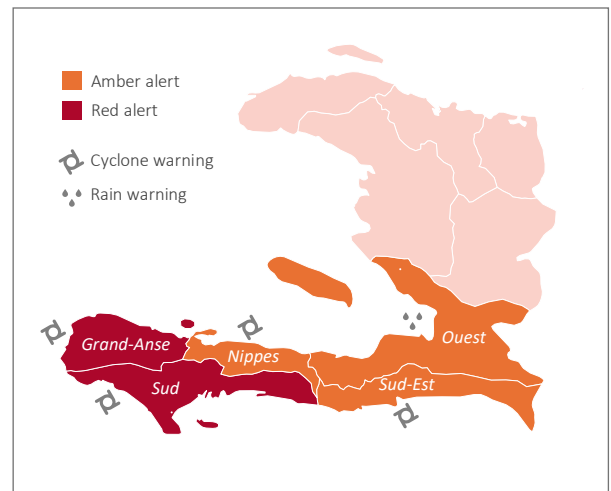 Amber alert
Red alert
Cyclone warning
Rain warning
Grand-Anse
Nippes
Ouest
Sud
Sud-Est